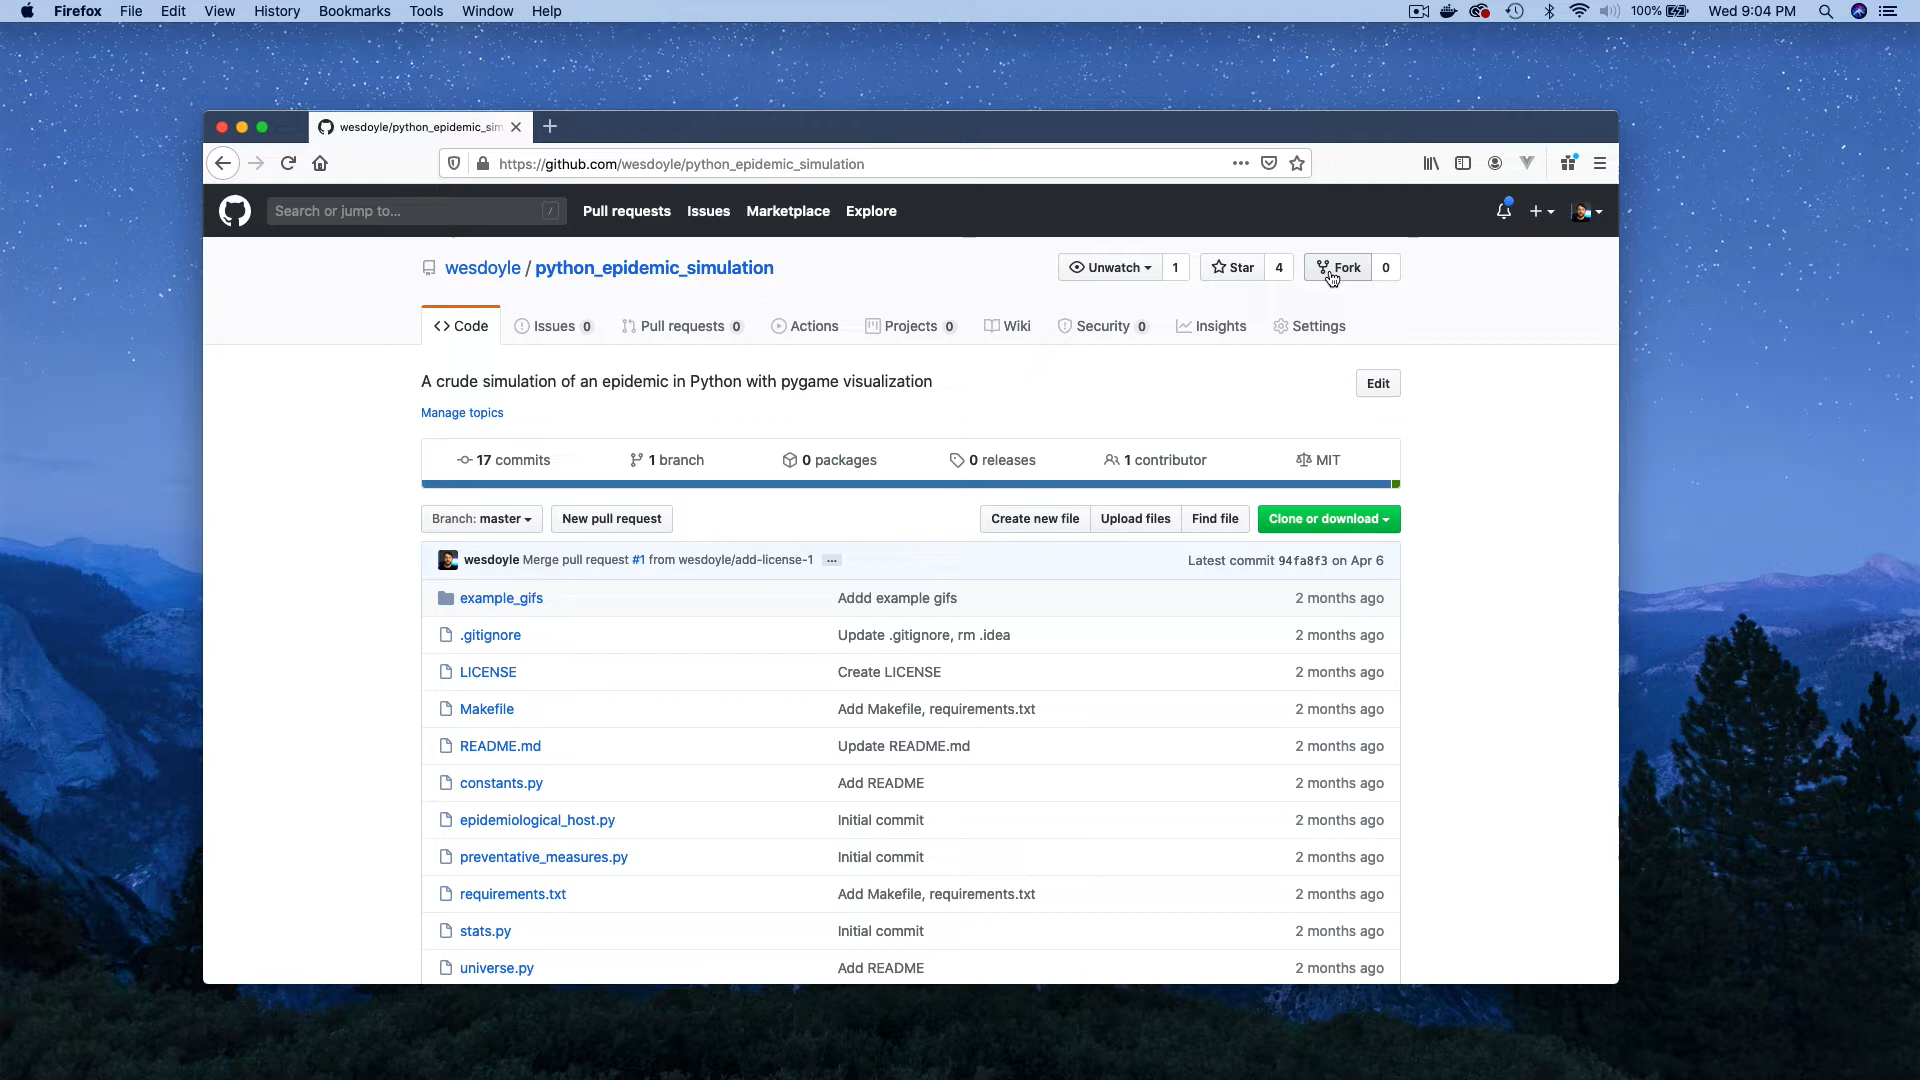 Firefox File Edit View History Bookmarks Tools Window Help 100% Wed 9:04 PM
wesdoyle/python_epidemic_sim
https://github.com/wesdoyle/python_epidemic_simulation
Search or jump to... / Pull requests Issues Marketplace Explore
wesdoyle / python_epidemic_simulation Unwatch 1 Star 4 Fork 0
Code Issues 0 Pull requests 0 Actions Projects 0 Wiki Security 0 Insights Settings
A crude simulation of an epidemic in Python with pygame visualization Edit
Manage topics
17 commits 1 branch 0 packages 0 releases 1 contributor MIT
Branch: master New pull request Create new file Upload files Find file Clone or download
wesdoyle Merge pull request #1 from wesdoyle/add-license-1 ... Latest commit 94fa8f3 on Apr 6
example_gifs Addd example gifs 2 months ago
.gitignore Update .gitignore, rm .idea 2 months ago
LICENSE Create LICENSE 2 months ago
Makefile Add Makefile, requirements.txt 2 months ago
README.md Update README.md 2 months ago
constants.py Add README 2 months ago
epidemiological_host.py Initial commit 2 months ago
preventative_measures.py Initial commit 2 months ago
requirements.txt Add Makefile, requirements.txt 2 months ago
stats.py Initial commit 2 months ago
universe.py Add README 2 months ago